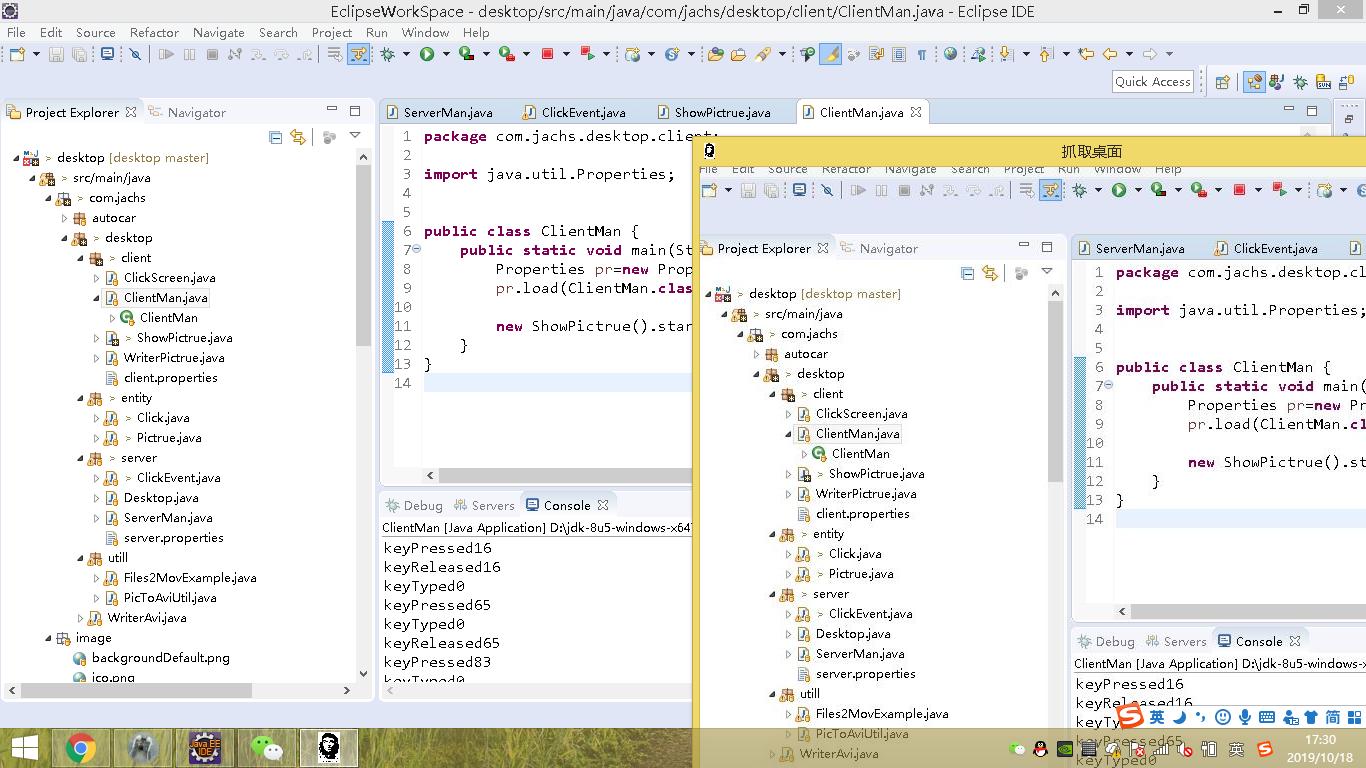 EclipseWorkSpace - desktop/src/main/java/com/jachs/desktop/client/ClientMan.java - Eclipse IDE
File Edit Source Refactor Navigate Search Project Run Window Help
Quick Access
Project Explorer
Navigator
> desktop [desktop master]
> src/main/java
> com.jachs
autocar
> desktop
> client
ClickScreen.java
ClientMan.java
ClientMan
> ShowPictrue.java
WriterPictrue.java
client.properties
> entity
> Click.java
> Pictrue.java
> server
> ClickEvent.java
Desktop.java
ServerMan.java
server.properties
utill
Files2MovExample.java
PicToAviUtil.java
WriterAvi.java
image
backgroundDefault.png
ico.png
ServerMan.java ClickEvent.java ShowPictrue.java ClientMan.java
1 package com.jachs.desktop.client;
2
3 import java.util.Properties;
4
5
6 public class ClientMan {
7 public static void main(St
8 Properties pr=new Prop
9 pr.load(ClientMan.clas
10
11 new ShowPictrue().star
12 }
13 }
14
Debug Servers Console
ClientMan [Java Application] D:\jdk-8u5-windows-x64
keyPressed16
keyReleased16
keyTyped0
keyPressed65
keyTyped0
keyReleased65
keyPressed83
keyTyped0
抓取桌面
File Edit Source Refactor Navigate Search Project Run Window Help
Project Explorer
Navigator
> desktop [desktop master]
> src/main/java
> com.jachs
autocar
> desktop
> client
ClickScreen.java
ClientMan.java
ClientMan
> ShowPictrue.java
WriterPictrue.java
client.properties
> entity
> Click.java
> Pictrue.java
> server
> ClickEvent.java
Desktop.java
ServerMan.java
server.properties
utill
Files2MovExample.java
PicToAviUtil.java
WriterAvi.java
ServerMan.java ClickEvent.java
1 package com.jachs.desktop.cl
2
3 import java.util.Properties;
4
5
6 public class ClientMan {
7 public static void main(
8 Properties pr=new Pr
9 pr.load(ClientMan.cl
10
11 new ShowPictrue().st
12 }
13 }
14
Debug Servers Console
ClientMan [Java Application] D:\jdk-8u5-windows-x
keyPressed16
keyReleased16
keyTy
keyPressed65
keyTyped0
英 简
英
17:30
2019/10/18